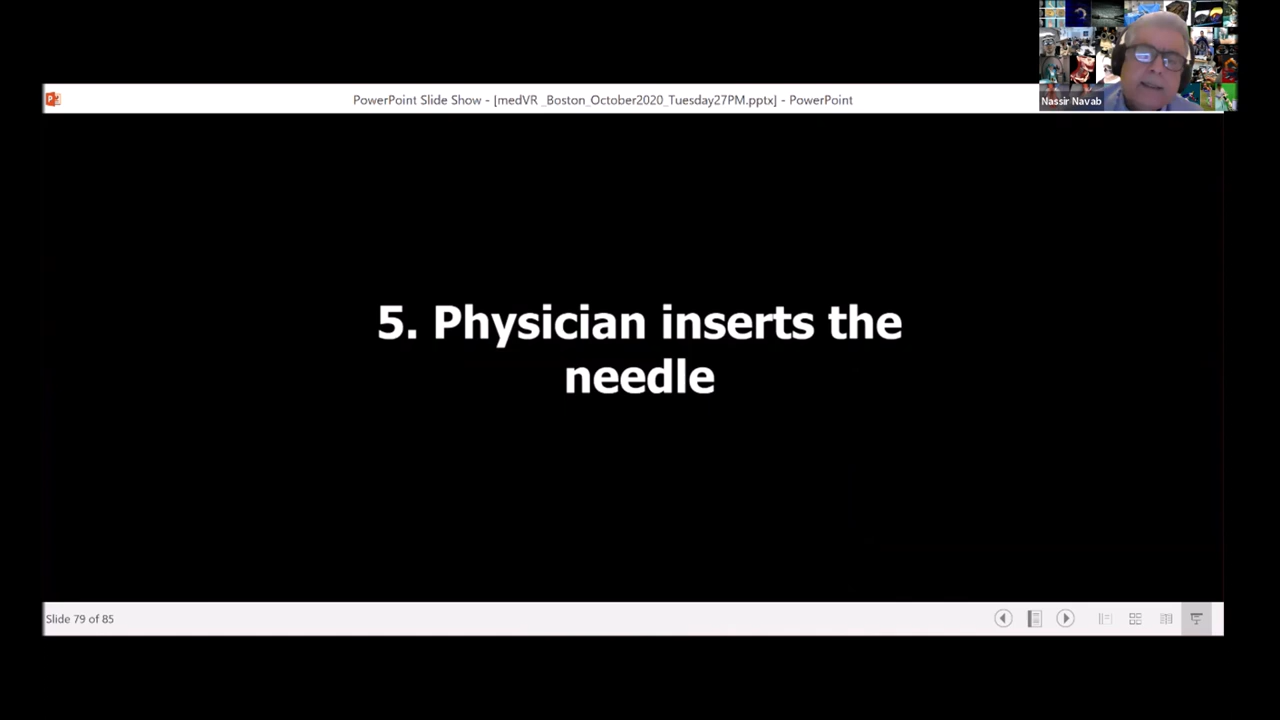 PowerPoint Slide Show - [medVR _Boston_October2020_Tuesday27PM.pptx] - PowerPoint
Nassir Navab
5. Physician inserts the
needle
Slide 79 of 85